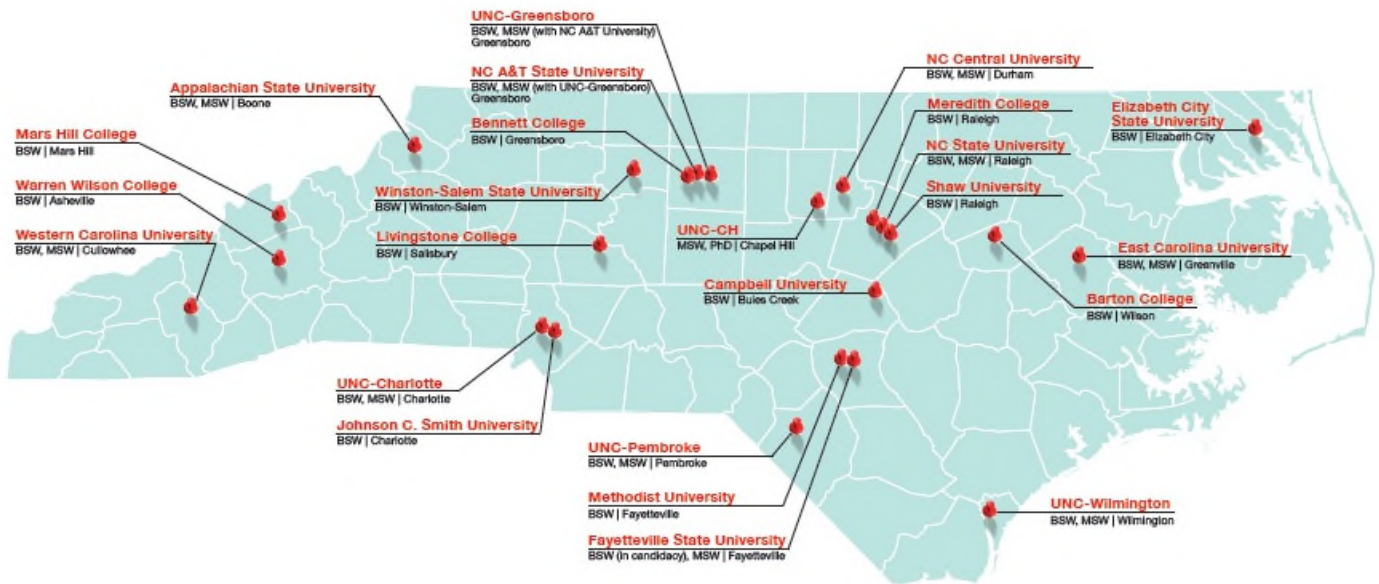 UNC-Greensboro
BSW, MSW (with NC A&T University)
Greensboro
NC A&T State University
BSW, MSW (with UNC-Greensboro)
Greensboro
Bennett College
BSW | Greensboro
Appalachian State University
BSW, MSW | Boone
Mars Hill College
BSW | Mars Hill
Warren Wilson College
BSW | Asheville
Western Carolina University
BSW, MSW | Cullowhee
Winston-Salem State University
BSW | Winston-Salem
Livingstone College
BSW | Salisbury
NC Central University
BSW, MSW | Durham
Meredith College
BSW | Raleigh
NC State University
BSW, MSW | Raleigh
Shaw University
BSW | Raleigh
Elizabeth City
State University
BSW | Elizabeth City
UNC-CH
MSW, PhD | Chapel Hill
Campbell University
BSW | Buies Creek
East Carolina University
BSW, MSW | Greenville
Barton College
BSW | Wilson
UNC-Charlotte
BSW, MSW | Charlotte
Johnson C. Smith University
BSW | Charlotte
UNC-Pembroke
BSW, MSW | Pembroke
Methodist University
BSW | Fayetteville
Fayetteville State University
BSW (in candidacy), MSW | Fayetteville
UNC-Wilmington
BSW, MSW | Wilmington